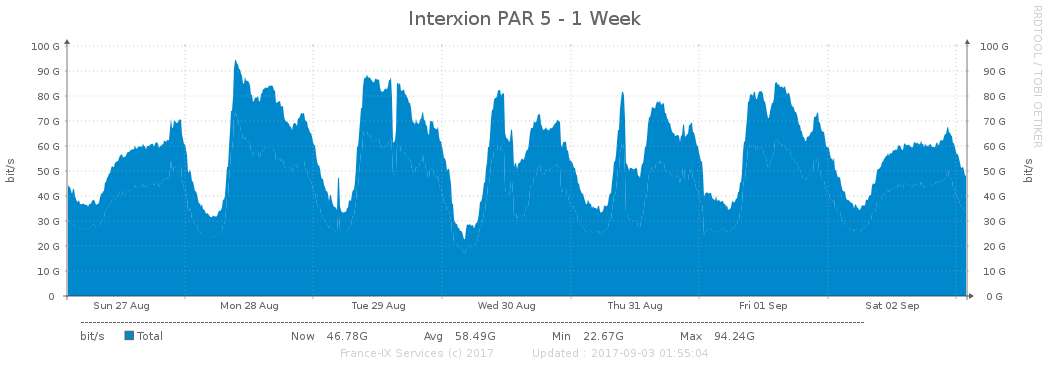 Interxion PAR 5 - 1 Week
RRDTOOL / TOBI OETIKER
100 G 100 G
90 G 90 G
80 G 80 G
70 G 70 G
60 G 60 G
50 G 50 G
40 G 40 G
30 G 30 G
20 G 20 G
10 G 10 G
0 0 G
bit/s
bit/s
Sun 27 Aug Mon 28 Aug Tue 29 Aug Wed 30 Aug Thu 31 Aug Fri 01 Sep Sat 02 Sep
bit/s Total Now 46.78G Avg 58.49G Min 22.67G Max 94.24G
France-IX Services (c) 2017 Updated : 2017-09-03 01:55:04